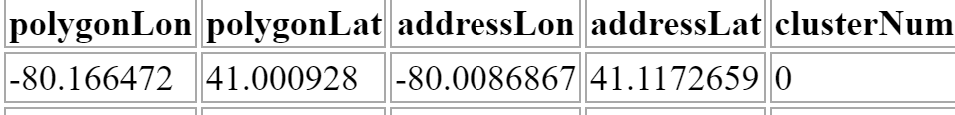 polygonLon polygonLat addressLon addressLat clusterNum
-80.166472 41.000928 -80.0086867 41.1172659 0